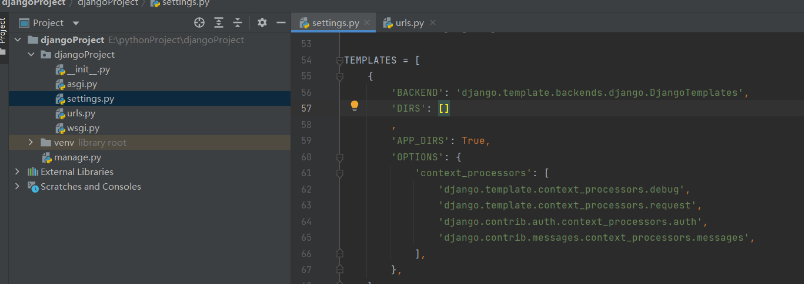 djangoProject djangoProject settings.py
Project
Project
settings.py
urls.py
djangoProject E:\pythonProject\djangoProject
djangoProject
__init__.py
asgi.py
settings.py
urls.py
wsgi.py
venv library root
manage.py
External Libraries
Scratches and Consoles
53
54 TEMPLATES = [
55 {
56 'BACKEND': 'django.template.backends.django.DjangoTemplates',
57 'DIRS': []
58 ,
59 'APP_DIRS': True,
60 'OPTIONS': {
61 'context_processors': [
62 'django.template.context_processors.debug',
63 'django.template.context_processors.request',
64 'django.contrib.auth.context_processors.auth',
65 'django.contrib.messages.context_processors.messages',
66 ],
67 },